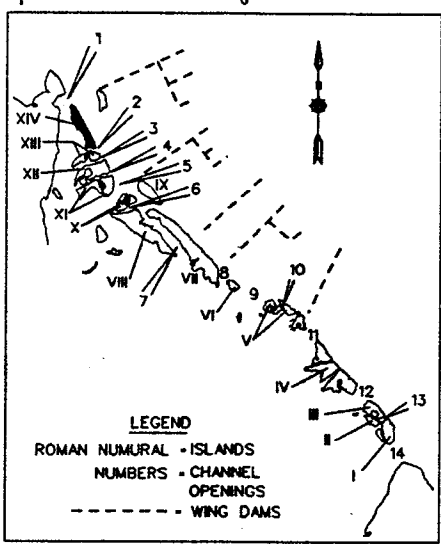 1
XIV
2
XIII
3
4
XII
5
IX
6
XI
X
VIII
7
VII
8
VI
10
9
V
11
IV
12
III
13
II
I
14
LEGEND
ROMAN NUMURAL - ISLANDS
NUMBERS - CHANNEL
OPENINGS
- - - - - - - WING DAMS